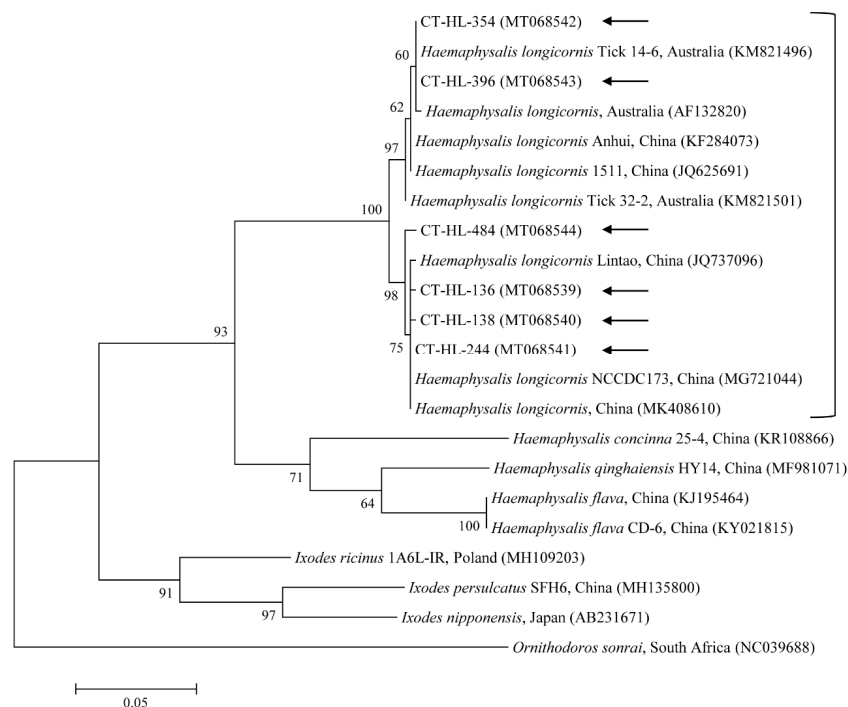 CT-HL-354 (MT068542)
60
Haemaphysalis longicornis Tick 14-6, Australia (KM821496)
CT-HL-396 (MT068543)
62
Haemaphysalis longicornis, Australia (AF132820)
Haemaphysalis longicornis Anhui, China (KF284073)
97
Haemaphysalis longicornis 1511, China (JQ625691)
Haemaphysalis longicornis Tick 32-2, Australia (KM821501)
100
CT-HL-484 (MT068544)
Haemaphysalis longicornis Lintao, China (JQ737096)
CT-HL-136 (MT068539)
98
CT-HL-138 (MT068540)
93
75
CT-HL-244 (MT068541)
Haemaphysalis longicornis NCCDC173, China (MG721044)
Haemaphysalis longicornis, China (MK408610)
Haemaphysalis concinna 25-4, China (KR108866)
71
Haemaphysalis qinghaiensis HY14, China (MF981071)
64
Haemaphysalis flava, China (KJ195464)
100
Haemaphysalis flava CD-6, China (KY021815)
Ixodes ricinus 1A6L-IR, Poland (MH109203)
91
Ixodes persulcatus SFH6, China (MH135800)
97
Ixodes nipponensis, Japan (AB231671)
Ornithodoros sonrai, South Africa (NC039688)
0.05